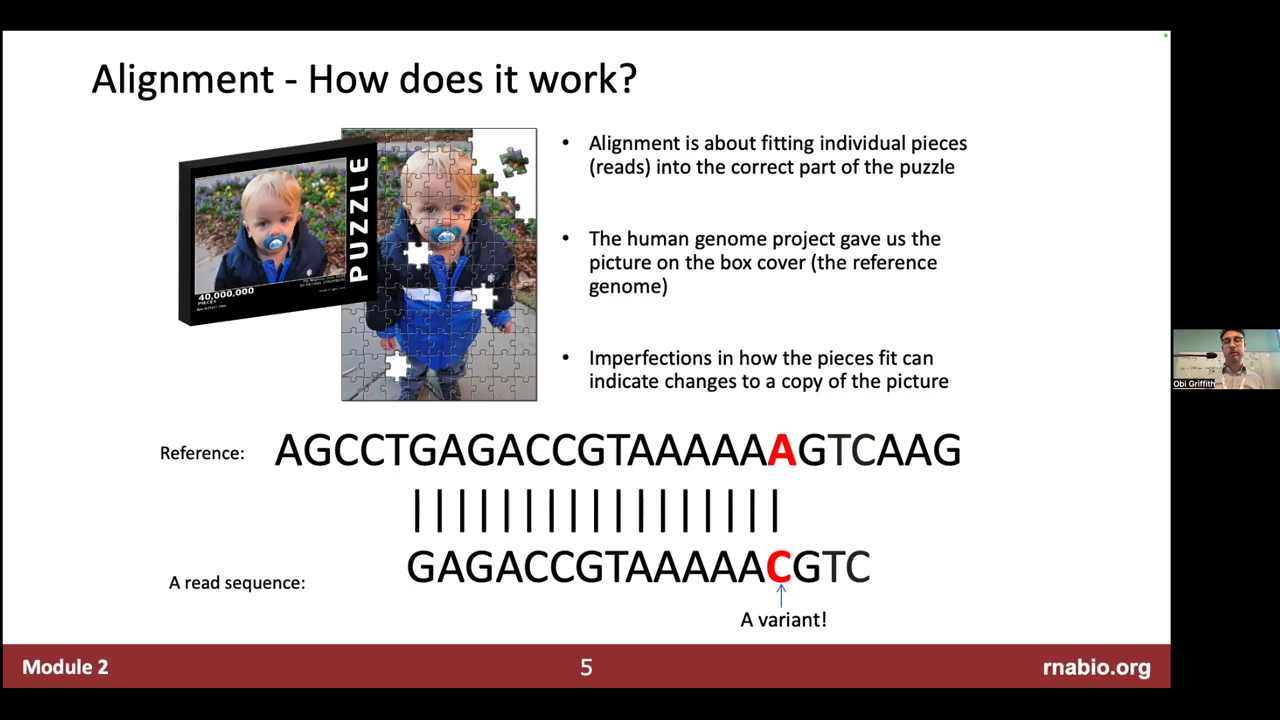 Alignment - How does it work?
PUZZLE
40,000,000
PIECES
• Alignment is about fitting individual pieces
(reads) into the correct part of the puzzle
• The human genome project gave us the
picture on the box cover (the reference
genome)
• Imperfections in how the pieces fit can
indicate changes to a copy of the picture
Reference: AGCCTGAGACCGTAAAAAAGTCAAG
| | | | | | | | | | | | | | | | |
A read sequence: GAGACCGTAAAAACGTC
A variant!
Module 2 5 rnabio.org
Obi Griffith